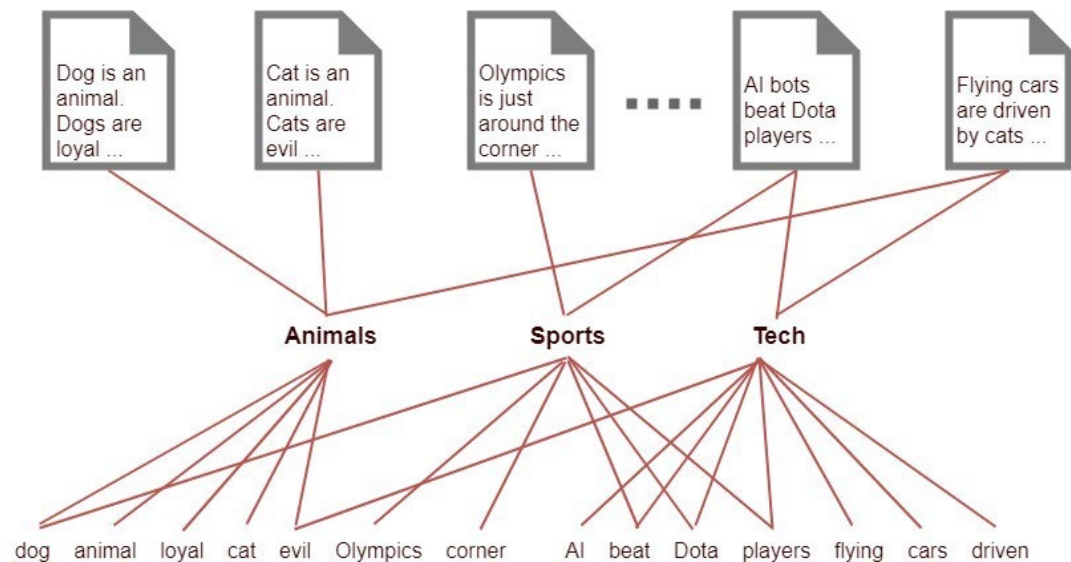 Dog is an
animal.
Dogs are
loyal ...
Cat is an
animal.
Cats are
evil ...
Olympics
is just
around the
corner ...
AI bots
beat Dota
players ...
Flying cars
are driven
by cats ...
Animals Sports Tech
dog animal loyal cat evil Olympics corner AI beat Dota players flying cars driven